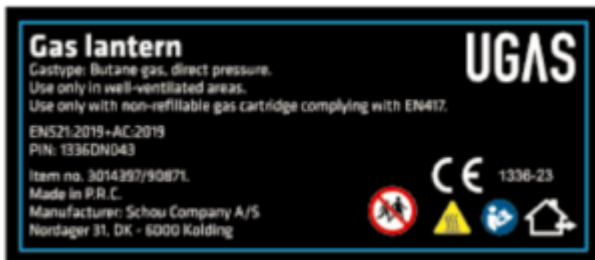 Gas lantern
UGAS
Gastype: Butane gas, direct pressure.
Use only in well-ventilated areas.
Use only with non-refillable gas cartridge complying with EN417.
EN521:2019+AC:2019
PIN: 1336DN043
Item no. 3014397/90871.
Made in P.R.C.
Manufacturer: Schou Company A/S
Nordager 31, DK - 6000 Kolding
CE 1336-23